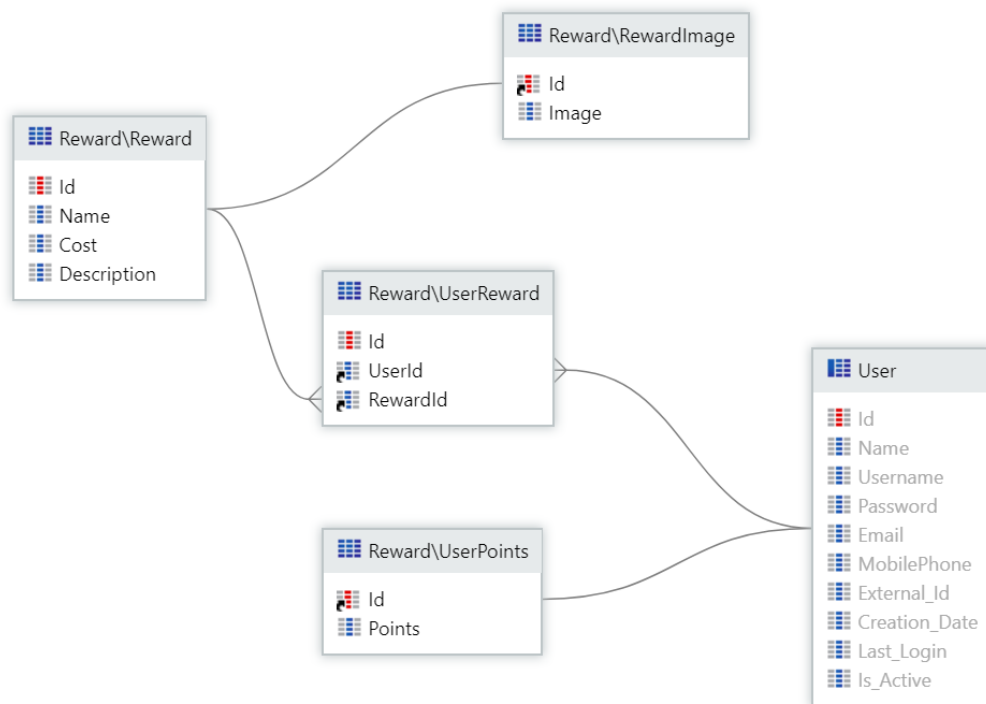 Reward\RewardImage
Id
Image
Reward\Reward
Id
Name
Cost
Description
Reward\UserReward
Id
UserId
RewardId
User
Id
Name
Username
Password
Email
MobilePhone
External_Id
Creation_Date
Last_Login
Is_Active
Reward\UserPoints
Id
Points